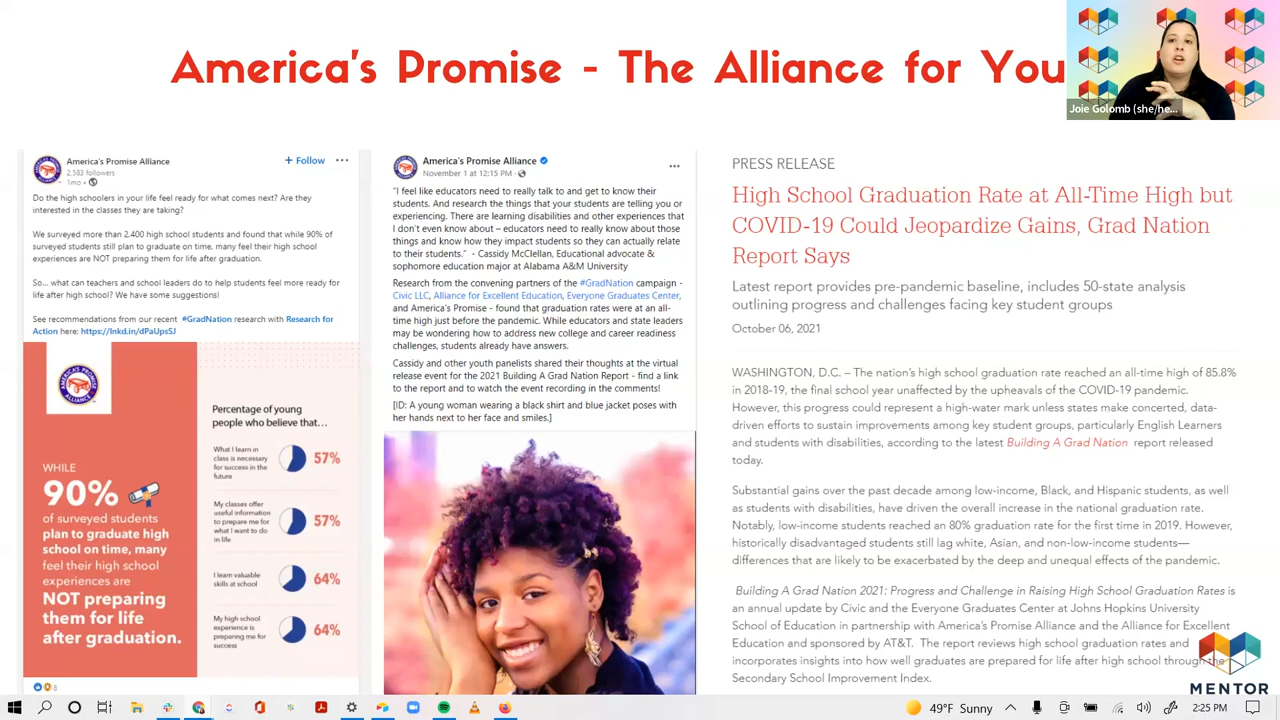 America's Promise - The Alliance for You
Joie Golomb (she/he...
America's Promise Alliance
2,583 followers
1mo •
+ Follow ...
Do the high schoolers in your life feel ready for what comes next? Are they
interested in the classes they are taking?
We surveyed more than 2,400 high school students and found that while 90% of
surveyed students still plan to graduate on time, many feel their high school
experiences are NOT preparing them for life after graduation.
So... what can teachers and school leaders do to help students feel more ready for
life after high school? We have some suggestions!
See recommendations from our recent #GradNation research with Research for
Action here: https://lnkd.in/dPaUpsSJ
AMERICA'S PROMISE ALLIANCE
WHILE
90%
of surveyed students
plan to graduate high
school on time, many
feel their high school
experiences are
NOT preparing
them for life
after graduation.
Percentage of young
people who believe that...
What I learn in
class is necessary
for success in the
future
57%
My classes offer
useful information
to prepare me for
what I want to do
in life
57%
I learn valuable
skills at school
64%
My high school
experience is
preparing me for
success
64%
8
America's Promise Alliance
November 1 at 12:15 PM •
...
"I feel like educators need to really talk to and get to know their
students. And research the things that your students are telling you or
experiencing. There are learning disabilities and other experiences that
I don't even know about – educators need to really know about those
things and know how they impact students so they can actually relate
to their students." - Cassidy McClellan, Educational advocate &
sophomore education major at Alabama A&M University
Research from the convening partners of the #GradNation campaign -
Civic LLC, Alliance for Excellent Education, Everyone Graduates Center,
and America's Promise - found that graduation rates were at an all-
time high just before the pandemic. While educators and state leaders
may be wondering how to address new college and career readiness
challenges, students already have answers.
Cassidy and other youth panelists shared their thoughts at the virtual
release event for the 2021 Building A Grad Nation Report - find a link
to the report and to watch the event recording in the comments!
[ID: A young woman wearing a black shirt and blue jacket poses with
her hands next to her face and smiles.]
PRESS RELEASE
High School Graduation Rate at All-Time High but
COVID-19 Could Jeopardize Gains, Grad Nation
Report Says
Latest report provides pre-pandemic baseline, includes 50-state analysis
outlining progress and challenges facing key student groups
October 06, 2021
WASHINGTON, D.C. – The nation's high school graduation rate reached an all-time high of 85.8%
in 2018-19, the final school year unaffected by the upheavals of the COVID-19 pandemic.
However, this progress could represent a high-water mark unless states make concerted, data-
driven efforts to sustain improvements among key student groups, particularly English Learners
and students with disabilities, according to the latest Building A Grad Nation report released
today.
Substantial gains over the past decade among low-income, Black, and Hispanic students, as well
as students with disabilities, have driven the overall increase in the national graduation rate.
Notably, low-income students reached an 80% graduation rate for the first time in 2019. However,
historically disadvantaged students still lag white, Asian, and non-low-income students—
differences that are likely to be exacerbated by the deep and unequal effects of the pandemic.
Building A Grad Nation 2021: Progress and Challenge in Raising High School Graduation Rates is
an annual update by Civic and the Everyone Graduates Center at Johns Hopkins University
School of Education in partnership with America's Promise Alliance and the Alliance for Excellent
Education and sponsored by AT&T. The report reviews high school graduation rates and
incorporates insights into how well graduates are prepared for life after high school through the
Secondary School Improvement Index.
MENTOR
49°F Sunny
2:25 PM